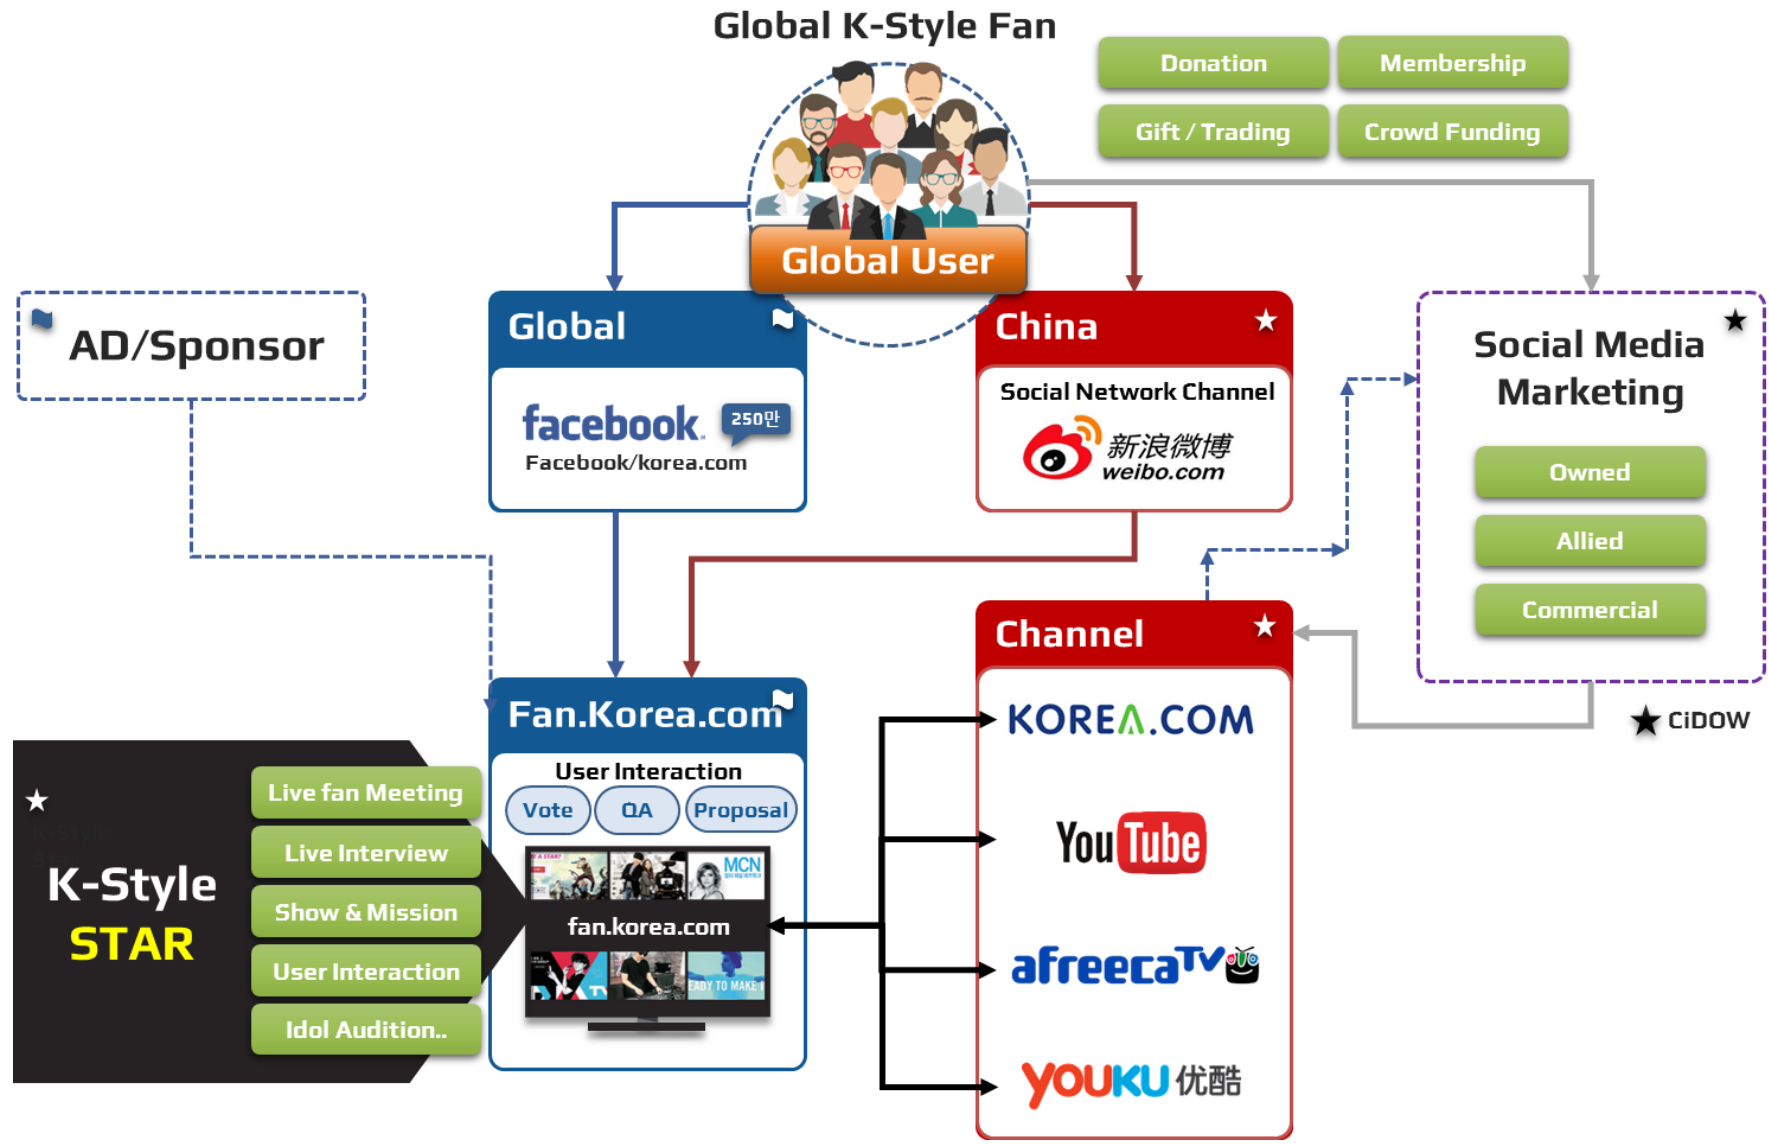 Global K-Style Fan
Donation
Membership
Gift / Trading
Crowd Funding
Global User
AD/Sponsor
Global
facebook
250만
Facebook/korea.com
China
Social Network Channel
新浪微博
weibo.com
Social Media
Marketing
Owned
Allied
Commercial
CiDOW
Fan.Korea.com
User Interaction
Vote
QA
Proposal
MCN
fan.korea.com
EADY TO MAKE I
K-Style
STAR
Live fan Meeting
Live Interview
Show & Mission
User Interaction
Idol Audition..
Channel
KOREA.COM
YouTube
afreecaTV
YOUKU 优酷